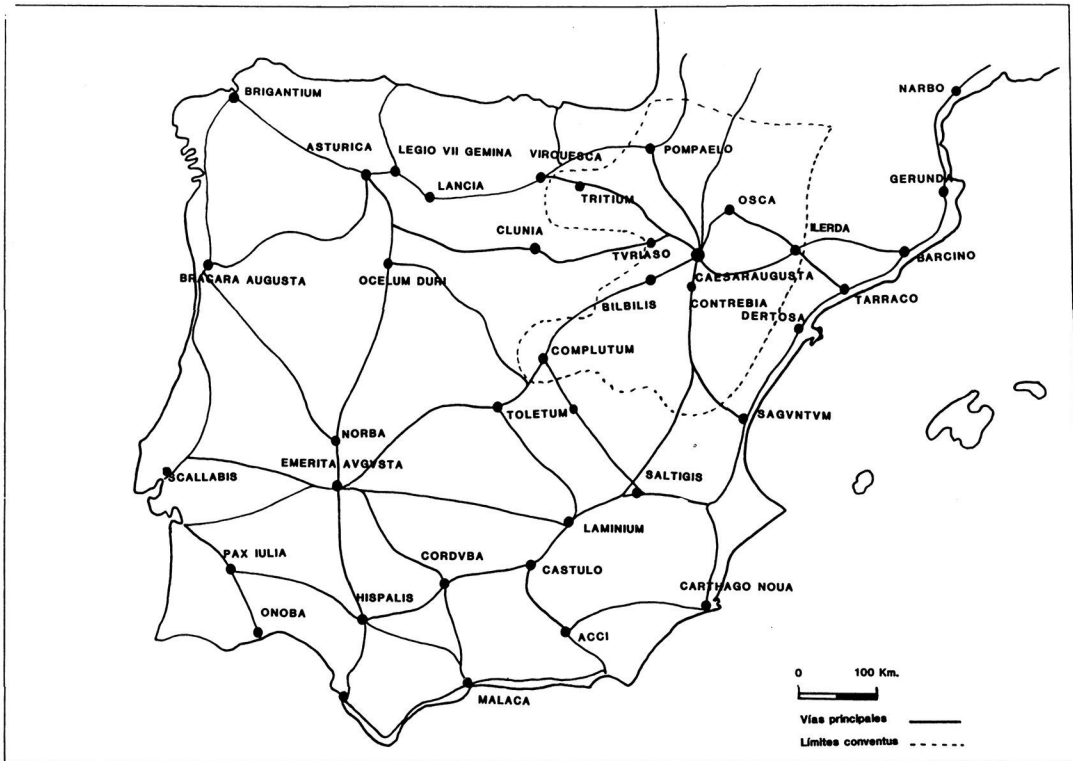 BRIGANTIUM
NARBO
ASTURICA
LEGIO VII GEMINA
VIROUESCA
POMPAELO
GERUNDA
LANCIA
TRITIUM
OSCA
CLUNIA
ILERDA
TVRIASO
BARCINO
BRACARA AUGUSTA
OCELUM DURI
CAESARAUGUSTA
BILBILIS
CONTREBIA
TARRACO
DERTOSA
COMPLUTUM
TOLETUM
SAGVNTVM
NORBA
EMERITA AVGVSTA
SCALLABIS
SALTIGIS
LAMINIUM
PAX IULIA
CORDVBA
CASTULO
CARTHAGO NOUA
HISPALIS
ONOBA
ACCI
MALACA
0 100 Km.
Vías principales
Límites conventus